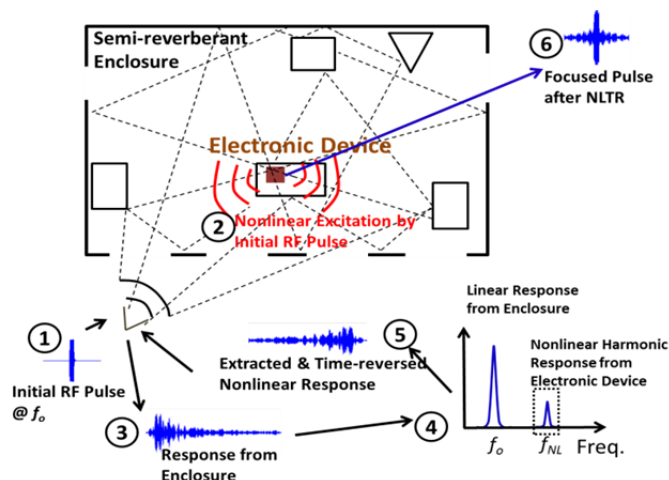 Semi-reverberant
Enclosure
6
Focused Pulse
after NLTR
Electronic Device
2
Nonlinear Excitation by
Initial RF Pulse
1
Initial RF Pulse
@ fo
3
Response from
Enclosure
5
Extracted & Time-reversed
Nonlinear Response
4
Linear Response
from Enclosure
Nonlinear Harmonic
Response from
Electronic Device
fo
fNL
Freq.